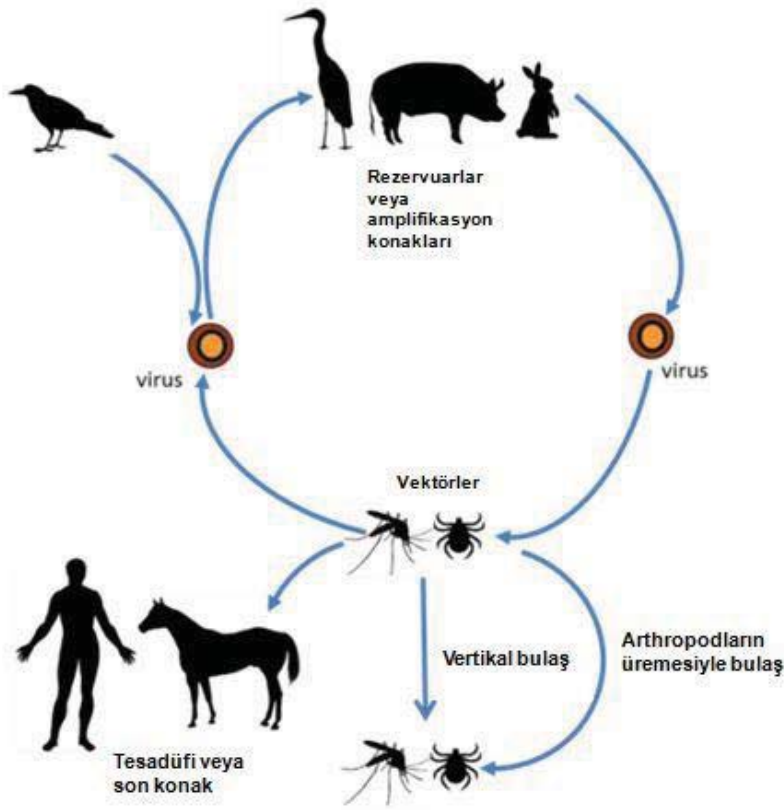 Rezervuarlar
veya
amplifikasyon
konakları
virus
virus
Vektörler
Vertikal bulaş
Arthropodların
üremesiyle bulaş
Tesadüfi veya
son konak